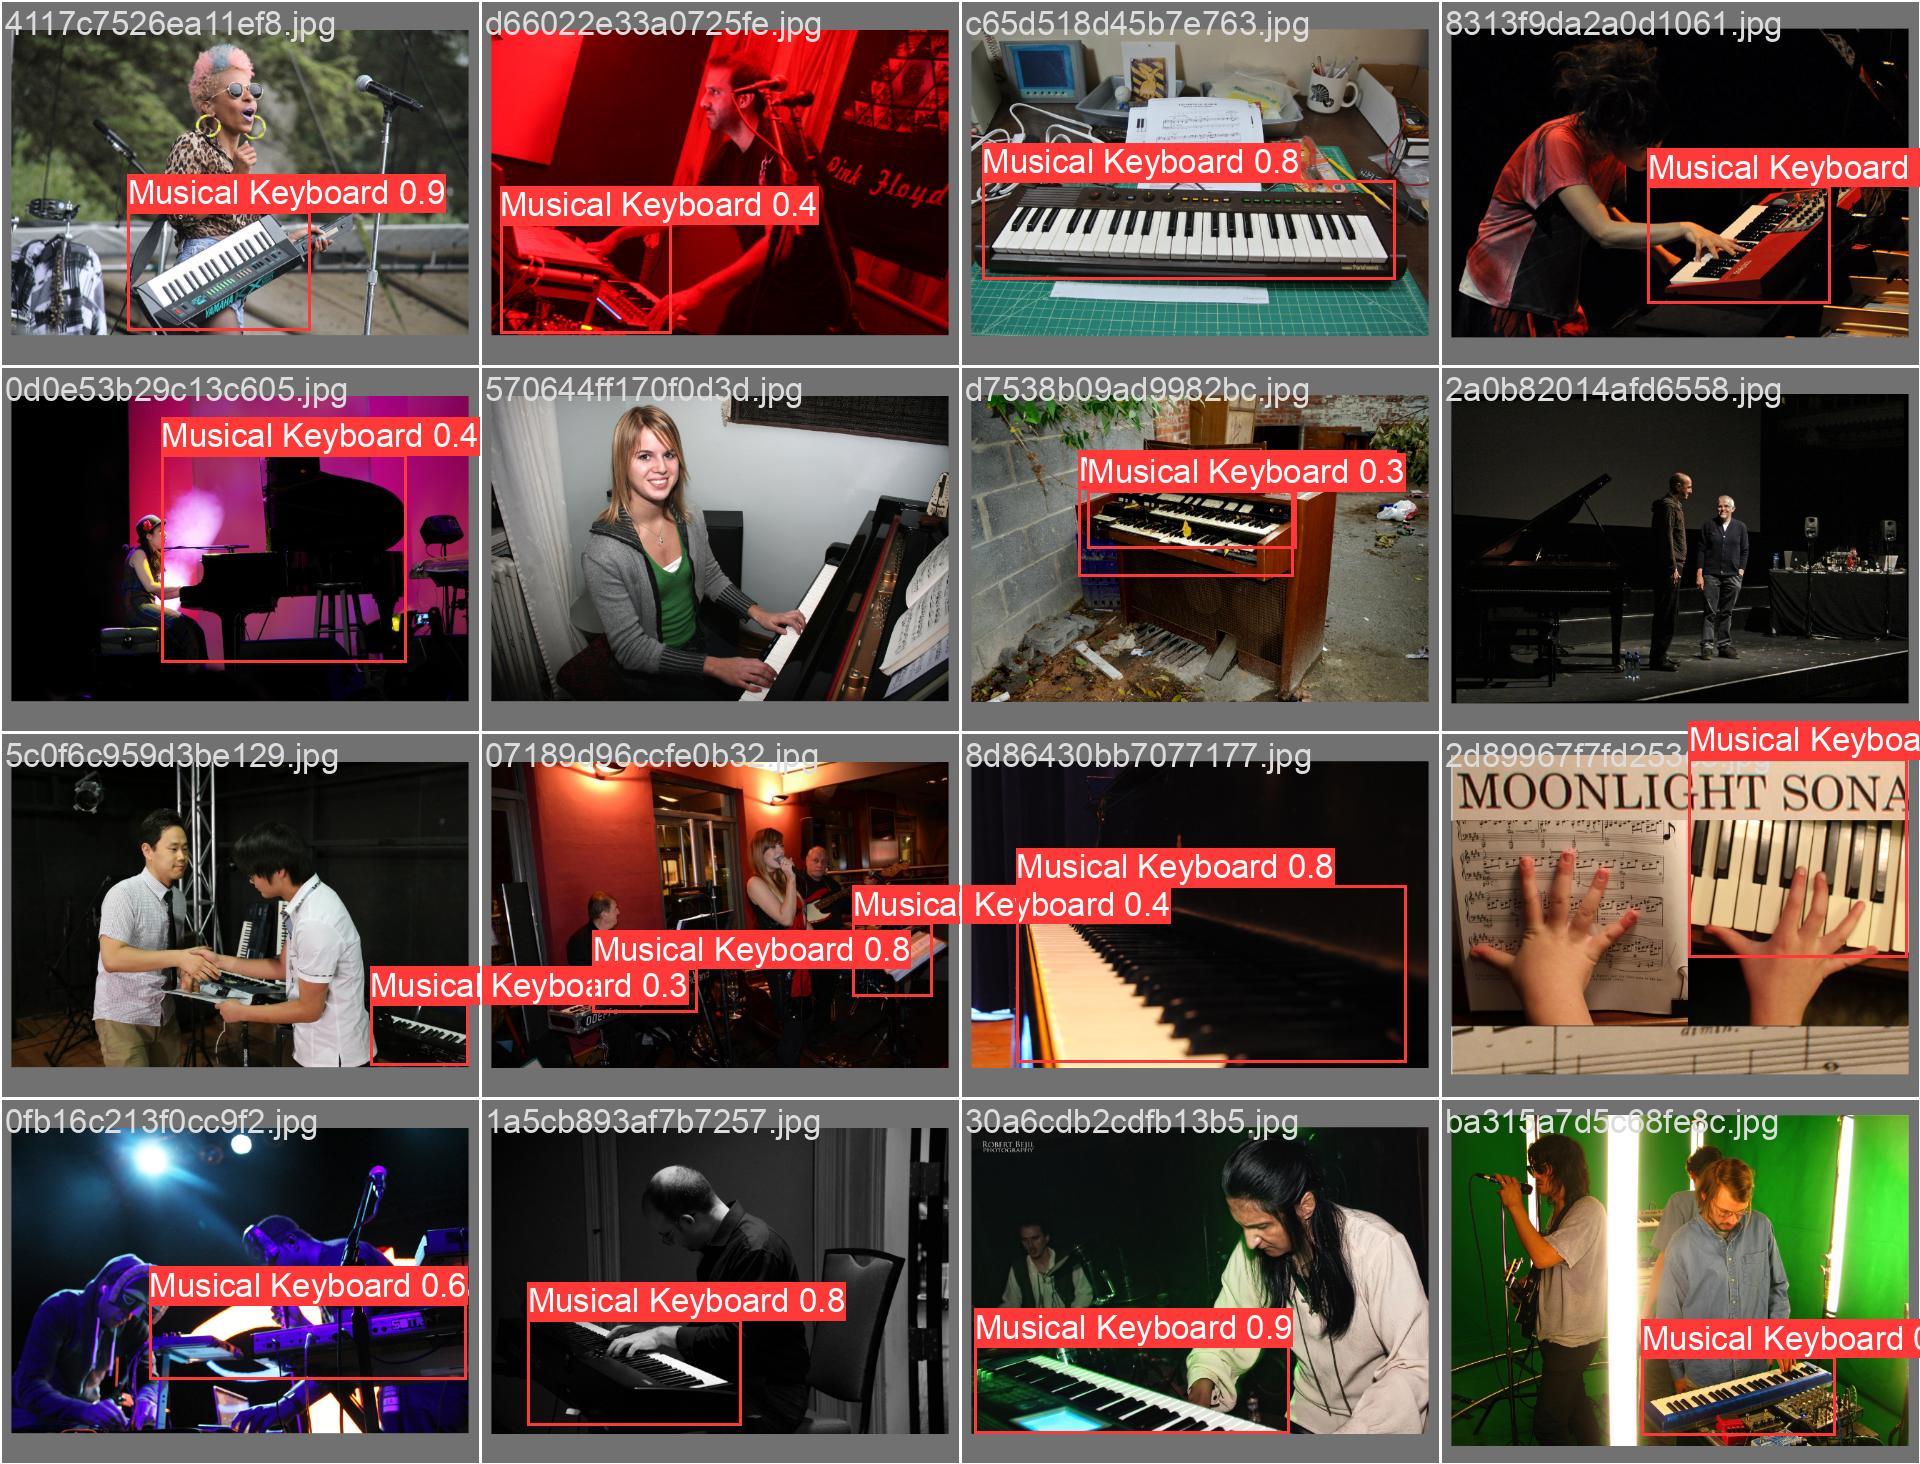 4117c7526ea11ef8.jpg
Musical Keyboard 0.9
YAMAHA
d66022e33a0725fe.jpg
Pink Floyd
Musical Keyboard 0.4
c65d518d45b7e763.jpg
Musical Keyboard 0.8
8313f9da2a0d1061.jpg
Musical Keyboard
0d0e53b29c13c605.jpg
Musical Keyboard 0.4
570644ff170f0d3d.jpg
d7538b09ad9982bc.jpg
Musical Keyboard 0.3
2a0b82014afd6558.jpg
5c0f6c959d3be129.jpg
Musical Keyboard 0.3
07189d96ccfe0b32.jpg
Musical Keyboard 0.4
Musical Keyboard 0.8
8d86430bb7077177.jpg
Musical Keyboard 0.8
2d89967f7fd253
Musical Keyboa
MOONLIGHT SONA
dimin.
0fb16c213f0cc9f2.jpg
Musical Keyboard 0.6
1a5cb893af7b7257.jpg
Musical Keyboard 0.8
30a6cdb2cdfb13b5.jpg
ROBERT BEJIL
PHOTOGRAPHY
Musical Keyboard 0.9
ba315a7d5c68fe8c.jpg
Musical Keyboard 0